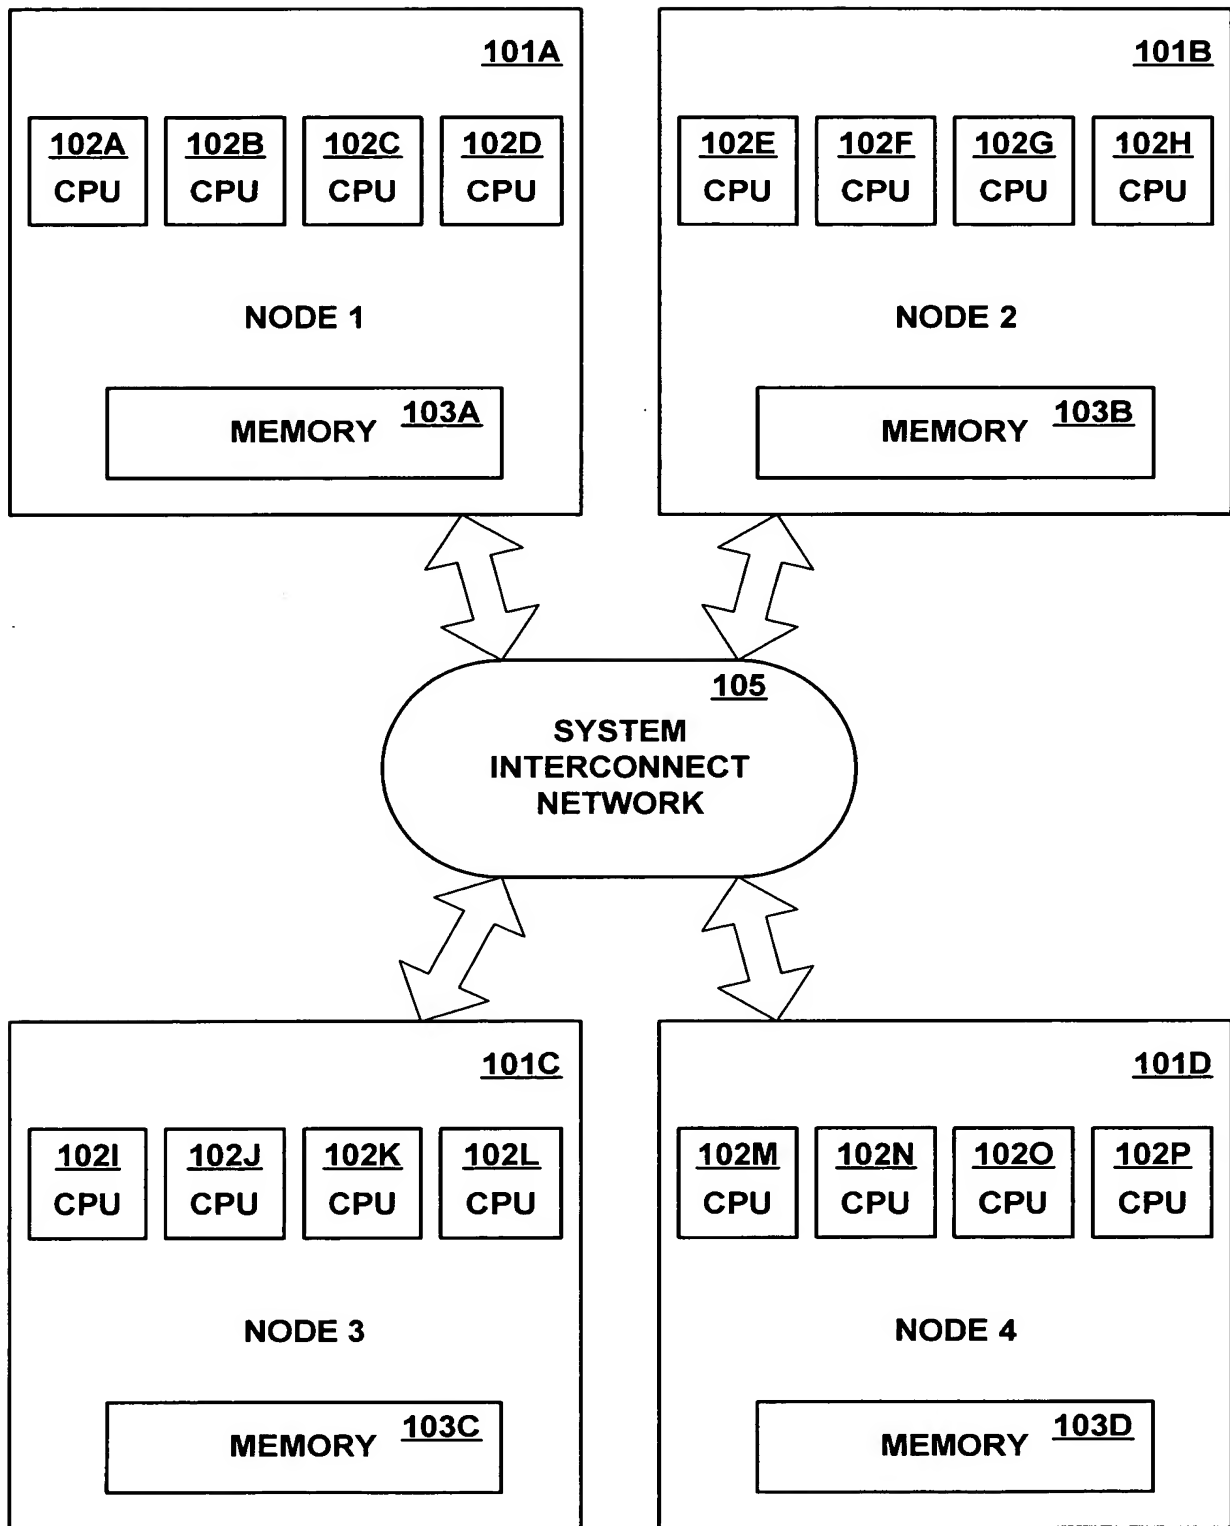 101A
102A 102B 102C 102D
CPU CPU CPU CPU
NODE 1
MEMORY 103A
101B
102E 102F 102G 102H
CPU CPU CPU CPU
NODE 2
MEMORY 103B
105
SYSTEM
INTERCONNECT
NETWORK
101C
102I 102J 102K 102L
CPU CPU CPU CPU
NODE 3
MEMORY 103C
101D
102M 102N 102O 102P
CPU CPU CPU CPU
NODE 4
MEMORY 103D